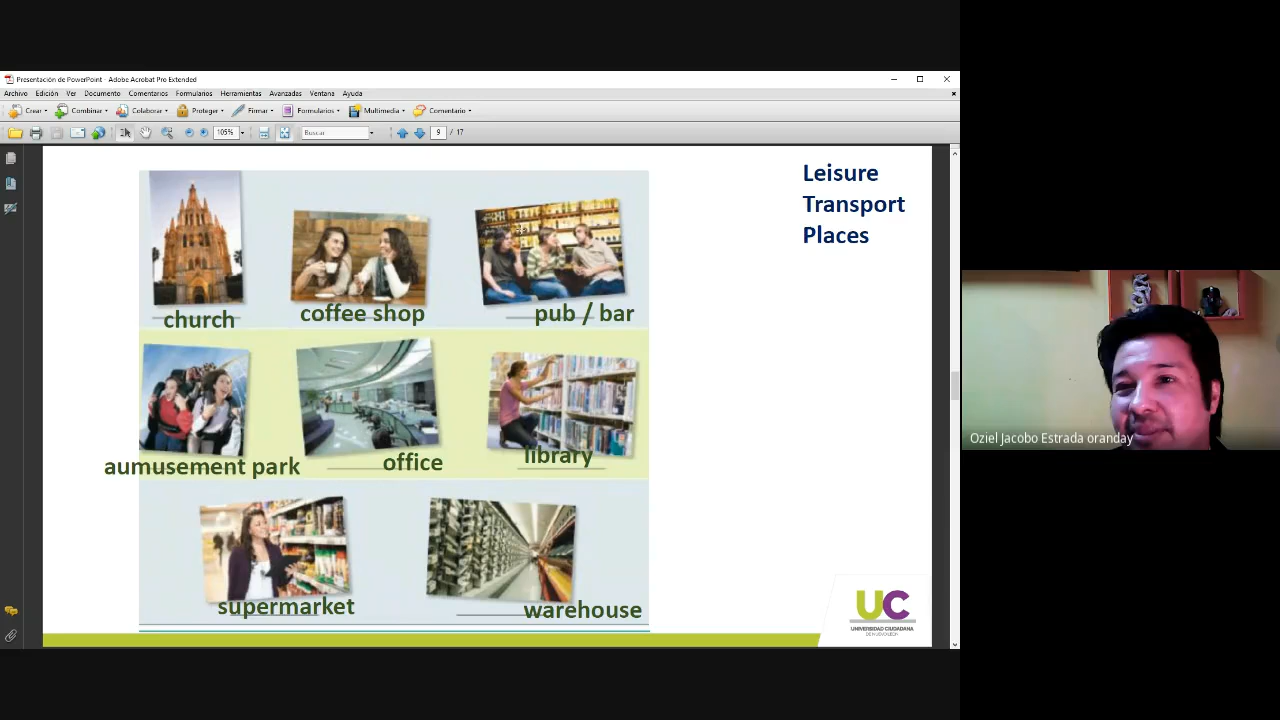 Presentación de PowerPoint - Adobe Acrobat Pro Extended
Archivo Edición Ver Documento Comentarios Formularios Herramientas Avanzadas Ventana Ayuda
Crear Combinar Colaborar Proteger Firmar Formularios Multimedia Comentario
105% Buscar 9 / 17
Leisure
Transport
Places
church
coffee shop
pub / bar
aumusement park
office
library
supermarket
warehouse
UC
UNIVERSIDAD CIUDADANA
DE NUEVO LEÓN
Oziel Jacobo Estrada oranday